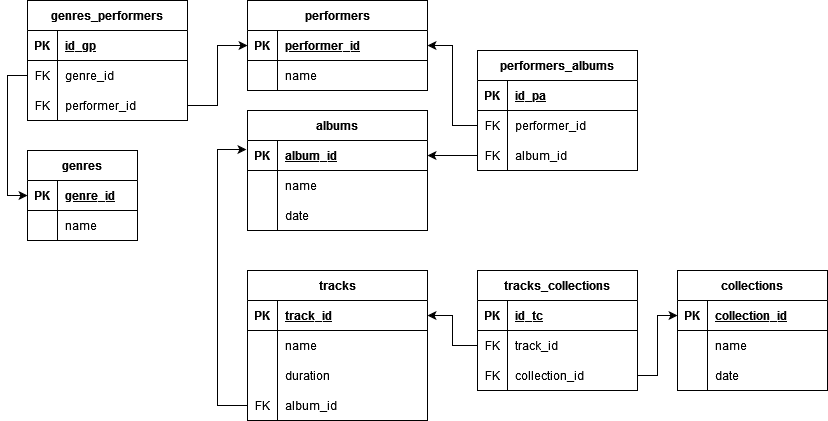 genres_performers
PK id_gp
FK genre_id
FK performer_id
performers
PK performer_id
name
performers_albums
PK id_pa
FK performer_id
FK album_id
albums
PK album_id
name
date
genres
PK genre_id
name
tracks
PK track_id
name
duration
FK album_id
tracks_collections
PK id_tc
FK track_id
FK collection_id
collections
PK collection_id
name
date